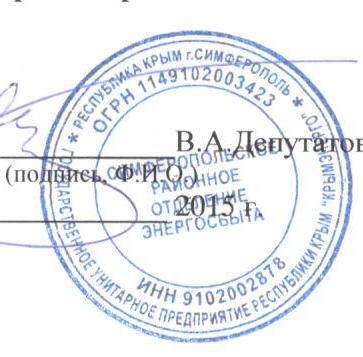 РЕСПУБЛИКА КРЫМ г.СИМФЕРОПОЛЬ
ГОСУДАРСТВЕННОЕ УНИТАРНОЕ ПРЕДПРИЯТИЕ РЕСПУБЛИКИ КРЫМ "КРЫМЭНЕРГО"
ОГРН 1149102003423
В.А.Депутатов
(подпись, Ф.И.О.)
СИМФЕРОПОЛЬСКОЕ
РАЙОННОЕ
ОТДЕЛЕНИЕ
ЭНЕРГОСБЫТА
2015 г.
ИНН 9102002878